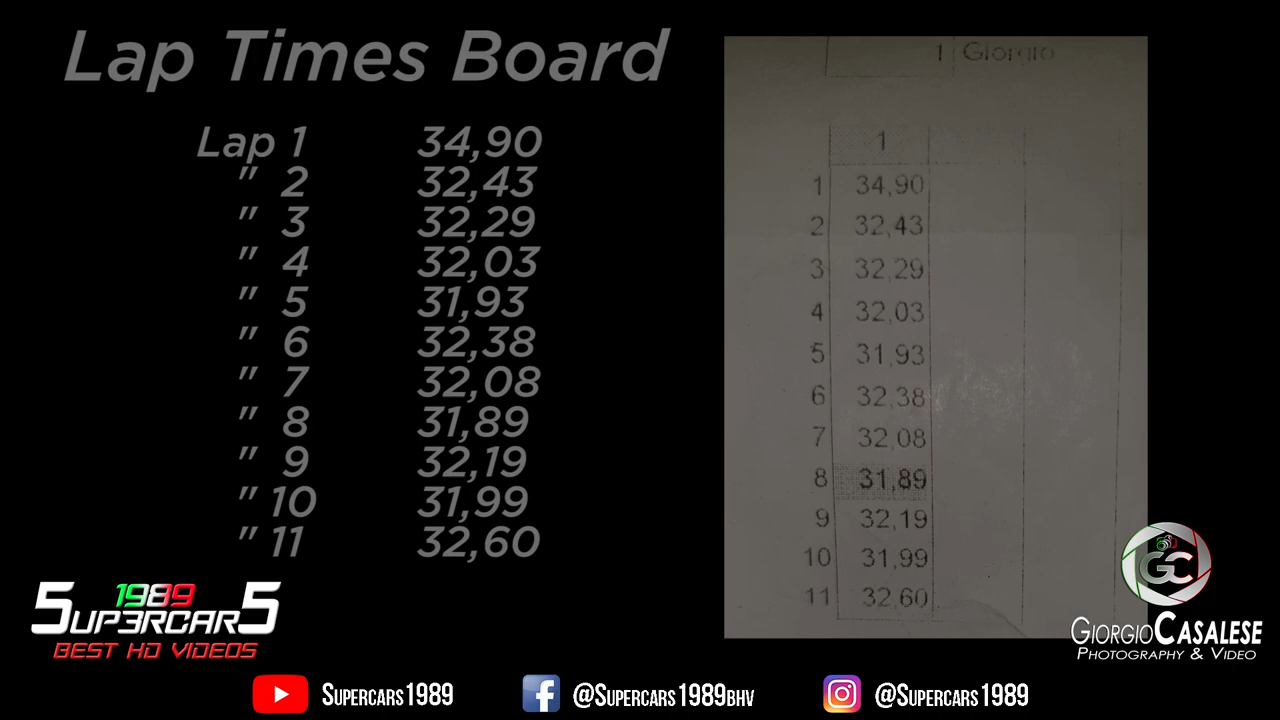 Lap Times Board
Lap 1 34,90
" 2 32,43
" 3 32,29
" 4 32,03
" 5 31,93
" 6 32,38
" 7 32,08
" 8 31,89
" 9 32,19
" 10 31,99
" 11 32,60
1 Giorgio
1
1 34,90
2 32,43
3 32,29
4 32,03
5 31,93
6 32,38
7 32,08
8 31,89
9 32,19
10 31,99
11 32,60
1989
5UP3RCAR5
BEST HD VIDEOS
GC
GIORGIOCASALESE
PHOTOGRAPHY & VIDEO
SUPERCARS1989
@SUPERCARS1989BHV
@SUPERCARS1989